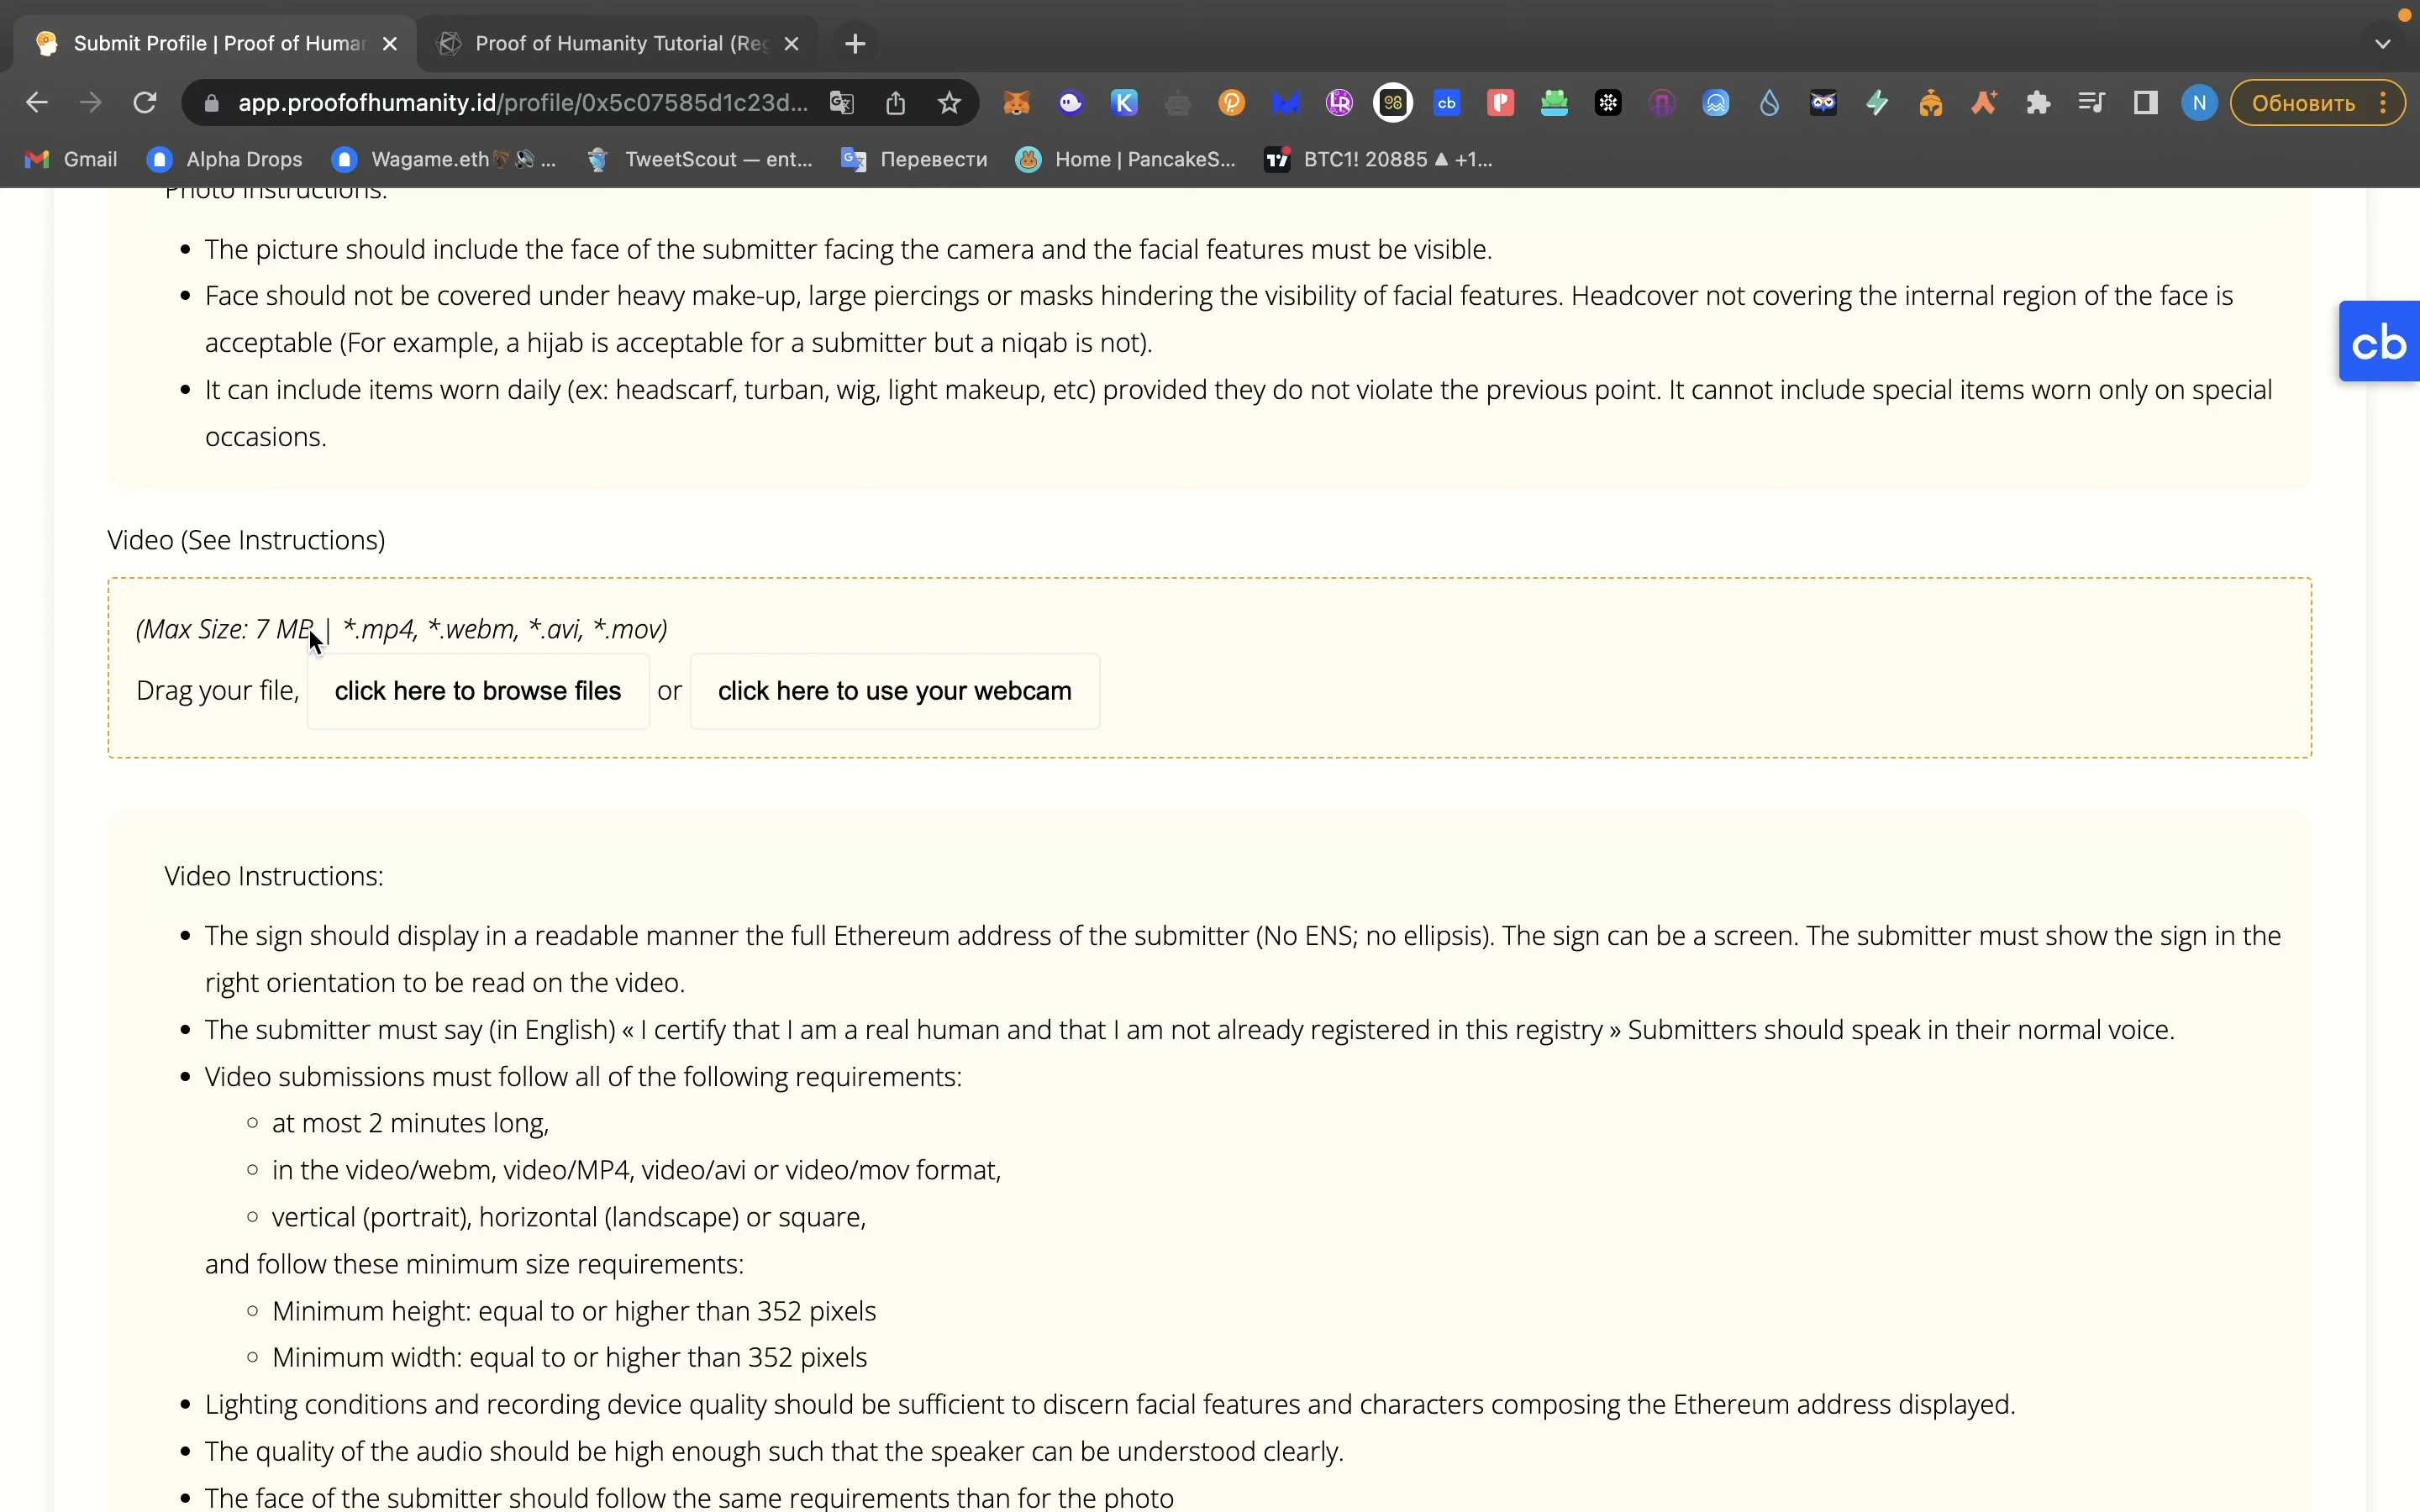 Submit Profile | Proof of Humar
Proof of Humanity Tutorial (Reg
app.proofofhumanity.id/profile/0x5c07585d1c23d...
Обновить
Gmail
Alpha Drops
Wagame.eth ...
TweetScout — ent...
Перевести
Home | PancakeS...
BTC1! 20885 ▲ +1...
Photo Instructions:
• The picture should include the face of the submitter facing the camera and the facial features must be visible.
• Face should not be covered under heavy make-up, large piercings or masks hindering the visibility of facial features. Headcover not covering the internal region of the face is
acceptable (For example, a hijab is acceptable for a submitter but a niqab is not).
• It can include items worn daily (ex: headscarf, turban, wig, light makeup, etc) provided they do not violate the previous point. It cannot include special items worn only on special
occasions.
cb
Video (See Instructions)
(Max Size: 7 MB | *.mp4, *.webm, *.avi, *.mov)
Drag your file, click here to browse files or click here to use your webcam
Video Instructions:
• The sign should display in a readable manner the full Ethereum address of the submitter (No ENS; no ellipsis). The sign can be a screen. The submitter must show the sign in the
right orientation to be read on the video.
• The submitter must say (in English) « I certify that I am a real human and that I am not already registered in this registry » Submitters should speak in their normal voice.
• Video submissions must follow all of the following requirements:
◦ at most 2 minutes long,
◦ in the video/webm, video/MP4, video/avi or video/mov format,
◦ vertical (portrait), horizontal (landscape) or square,
and follow these minimum size requirements:
◦ Minimum height: equal to or higher than 352 pixels
◦ Minimum width: equal to or higher than 352 pixels
• Lighting conditions and recording device quality should be sufficient to discern facial features and characters composing the Ethereum address displayed.
• The quality of the audio should be high enough such that the speaker can be understood clearly.
• The face of the submitter should follow the same requirements than for the photo